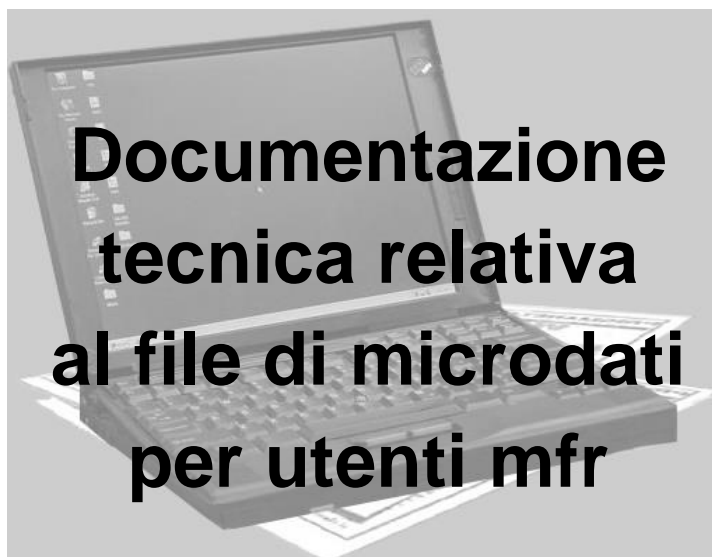 Documentazione
tecnica relativa
al file di microdati
per utenti mfr